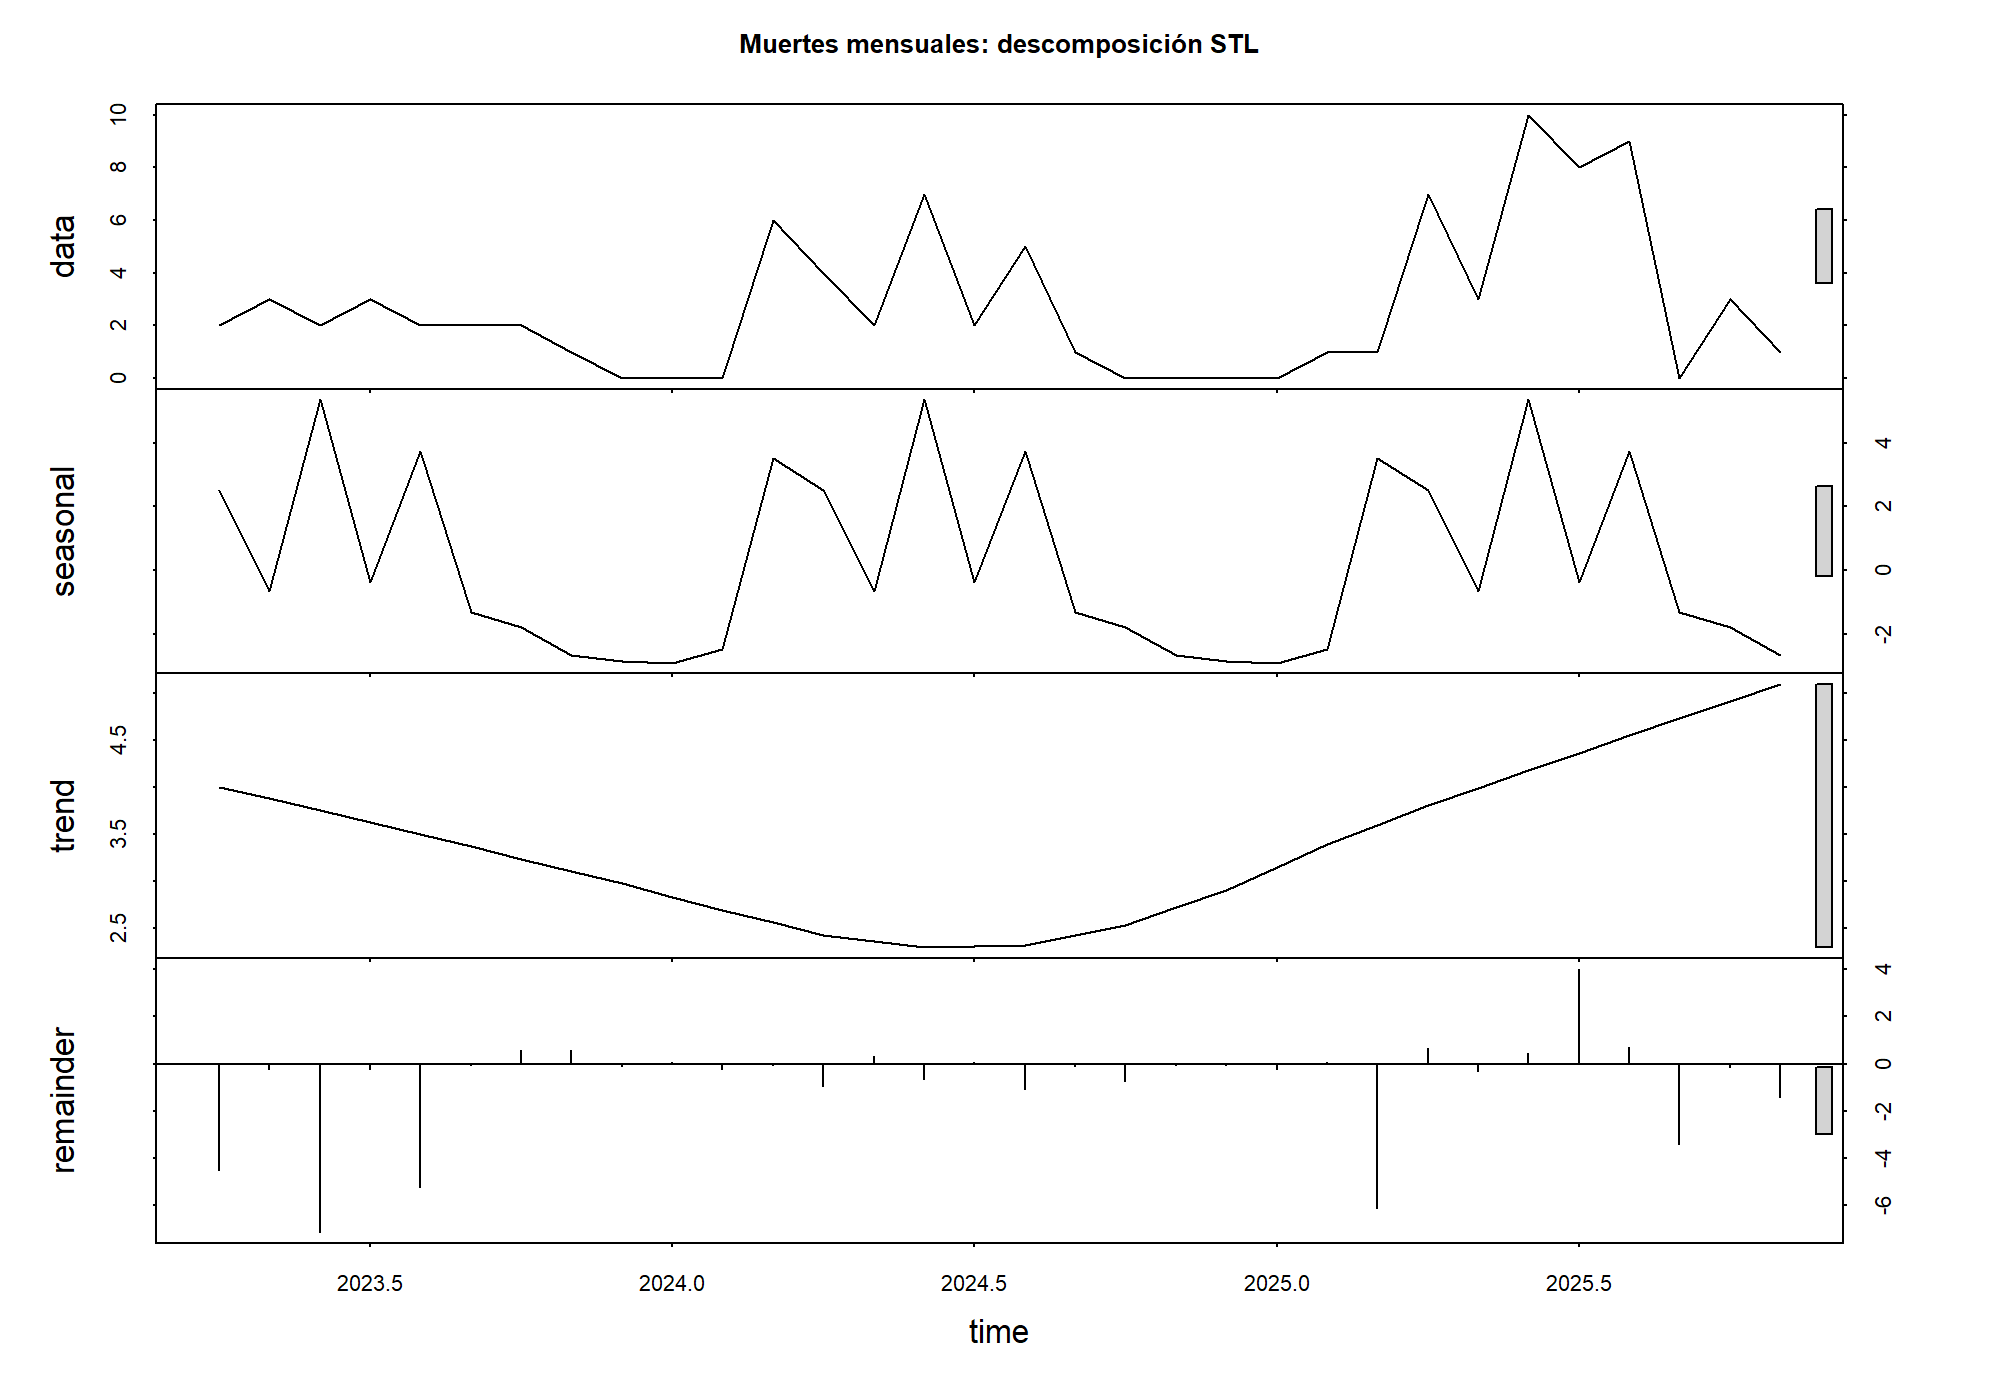 Muertes mensuales: descomposición STL
data
0 2 4 6 8 10
seasonal
-2 0 2 4
trend
2.5 3.5 4.5
remainder
-6 -4 -2 0 2 4
2023.5 2024.0 2024.5 2025.0 2025.5
time